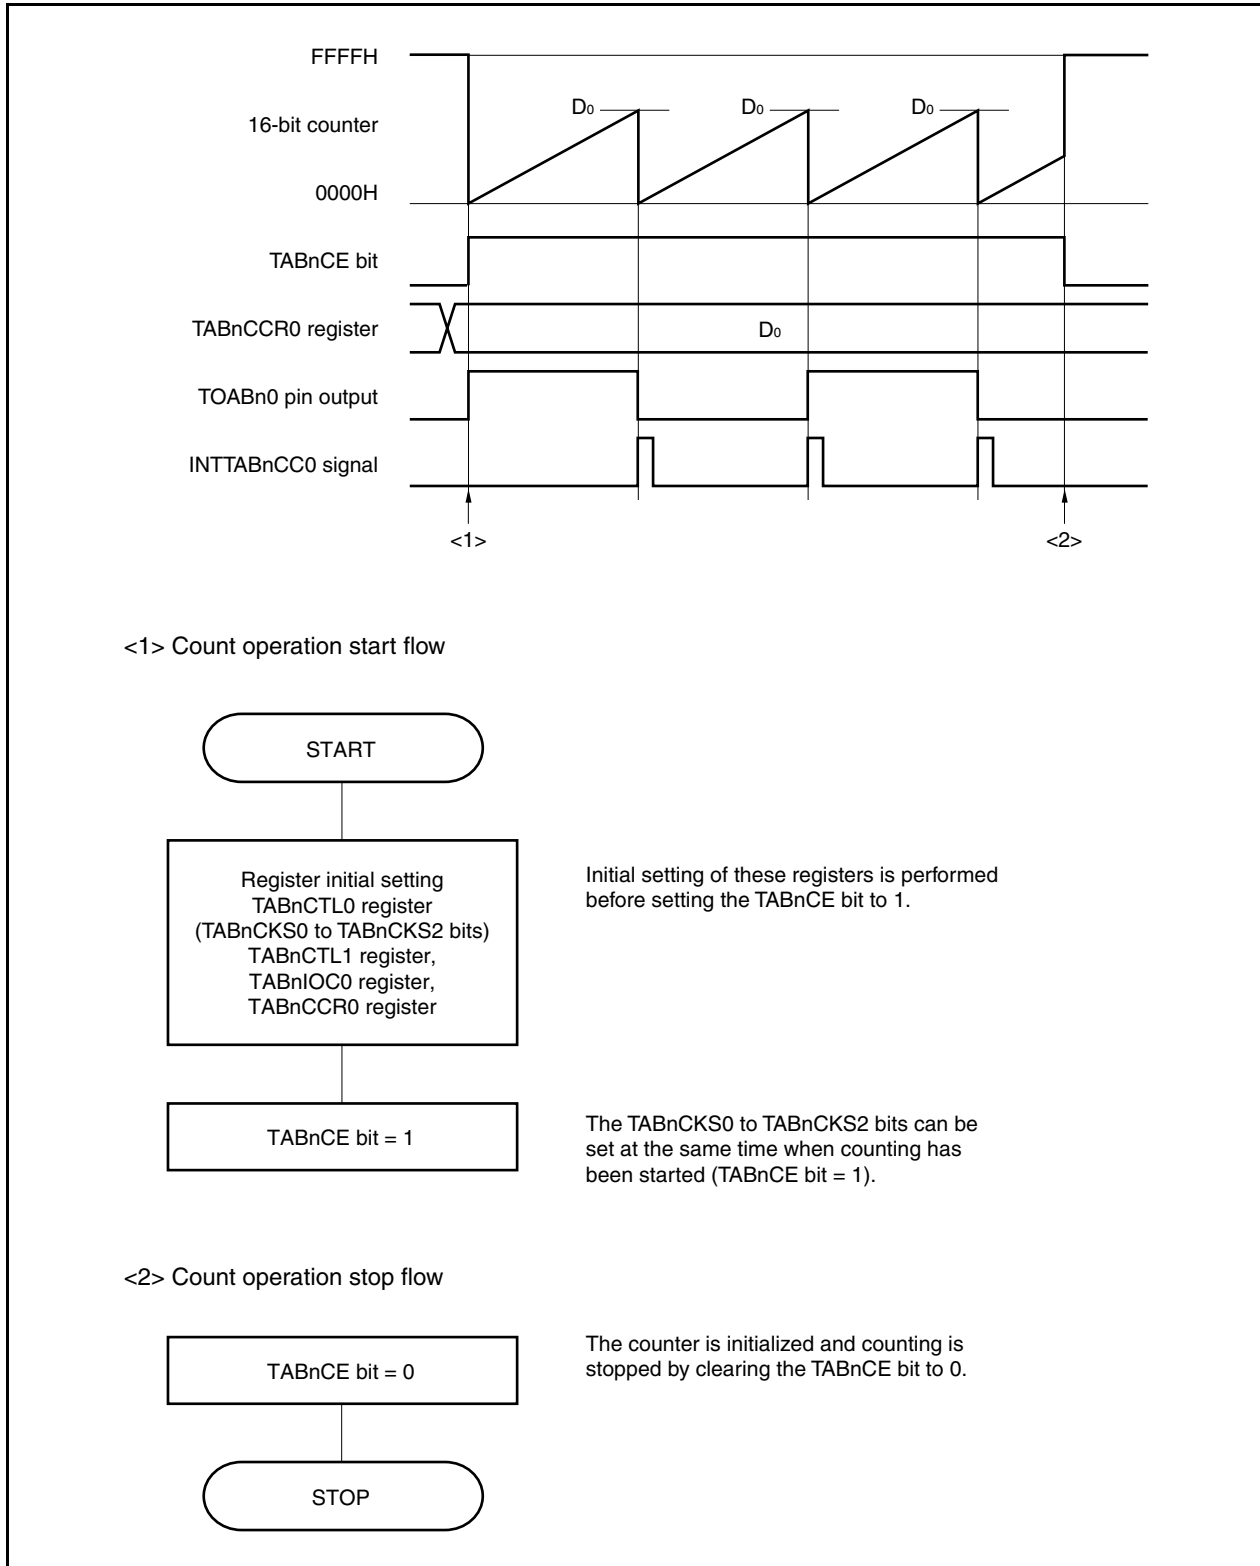 FFFFH
D0 D0 D0
16-bit counter
0000H
TABnCE bit
TABnCCR0 register
D0
TOABn0 pin output
INTTABnCC0 signal
<1> <2>
<1> Count operation start flow
START
Register initial setting
TABnCTL0 register
(TABnCKS0 to TABnCKS2 bits)
TABnCTL1 register,
TABnIOC0 register,
TABnCCR0 register
Initial setting of these registers is performed
before setting the TABnCE bit to 1.
TABnCE bit = 1
The TABnCKS0 to TABnCKS2 bits can be
set at the same time when counting has
been started (TABnCE bit = 1).
<2> Count operation stop flow
TABnCE bit = 0
The counter is initialized and counting is
stopped by clearing the TABnCE bit to 0.
STOP